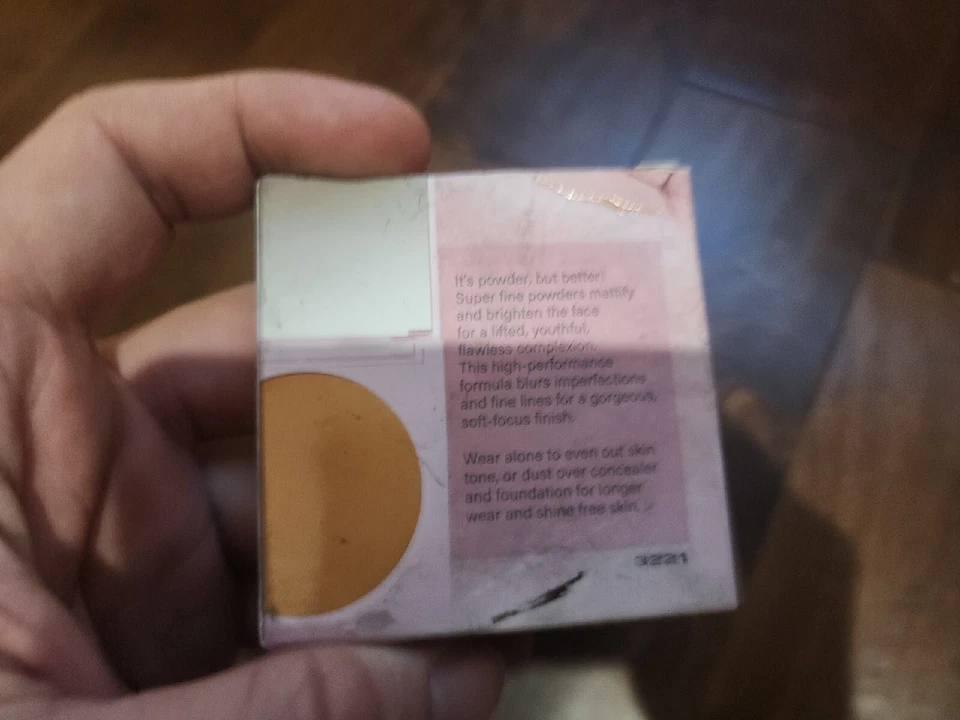 It's powder, but better!
Super fine powders mattify
and brighten the face
for a lifted, youthful,
flawless complexion.
This high-performance
formula blurs imperfections
and fine lines for a gorgeous,
soft-focus finish.
Wear alone to even out skin
tone, or dust over concealer
and foundation for longer
wear and shine free skin.
3221